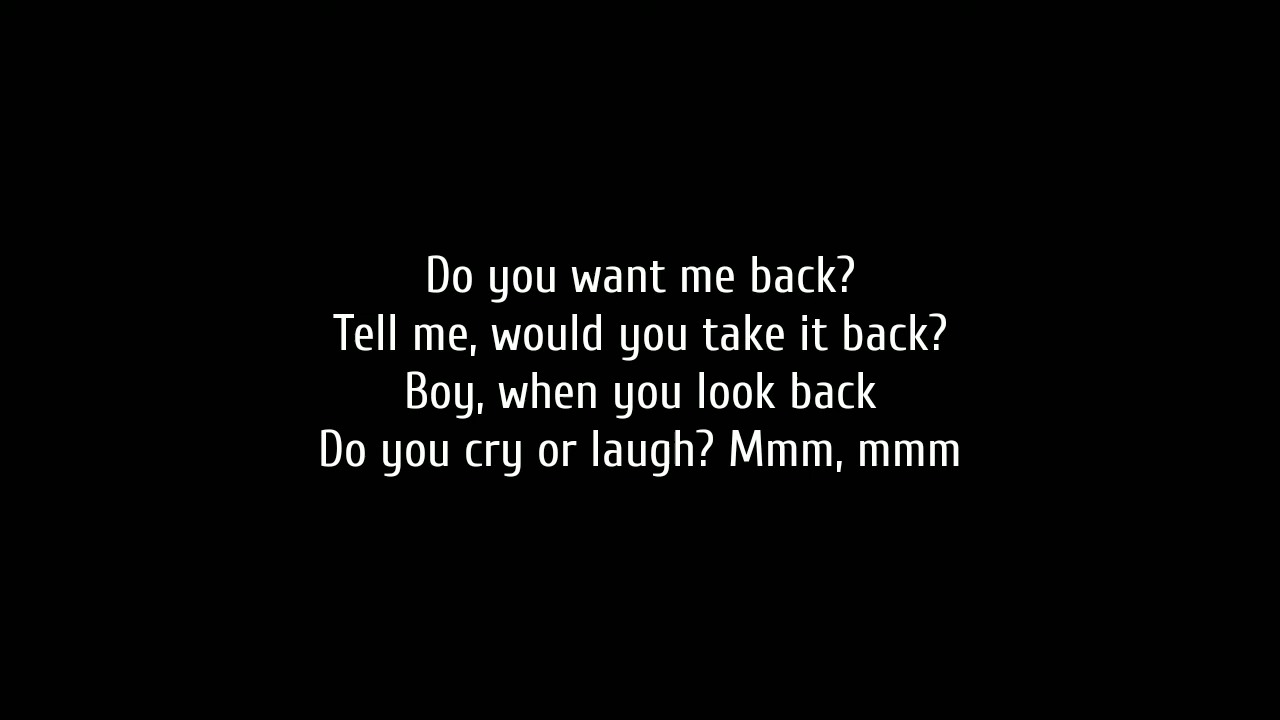 Do you want me back?
Tell me, would you take it back?
Boy, when you look back
Do you cry or laugh? Mmm, mmm